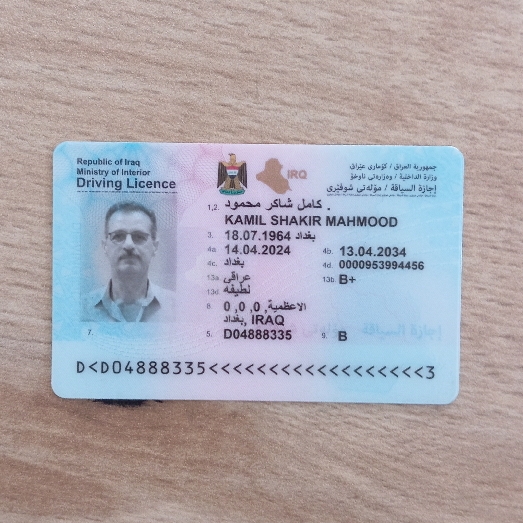 Republic of Iraq
Ministry of Interior
Driving Licence
IRQ
جمهورية العراق / كۆماری عێراق
وزارة الداخلية / وەزارەتی ناوخۆ
إجازة السياقة / مۆڵەتی شوفێری
1,2. كامل شاكر محمود .
KAMIL SHAKIR MAHMOOD
3. 18.07.1964 بغداد
4a. 14.04.2024 4b. 13.04.2034
4c. بغداد 4d. 0000953994456
13a عراقي 13b. B+
13d لطيفه
8 الاعظمية, 0, 0, 0
بغداد, IRAQ
7. 5. D04888335 9. B
D<D04888335<<<<<<<<<<<<<<<<<<3